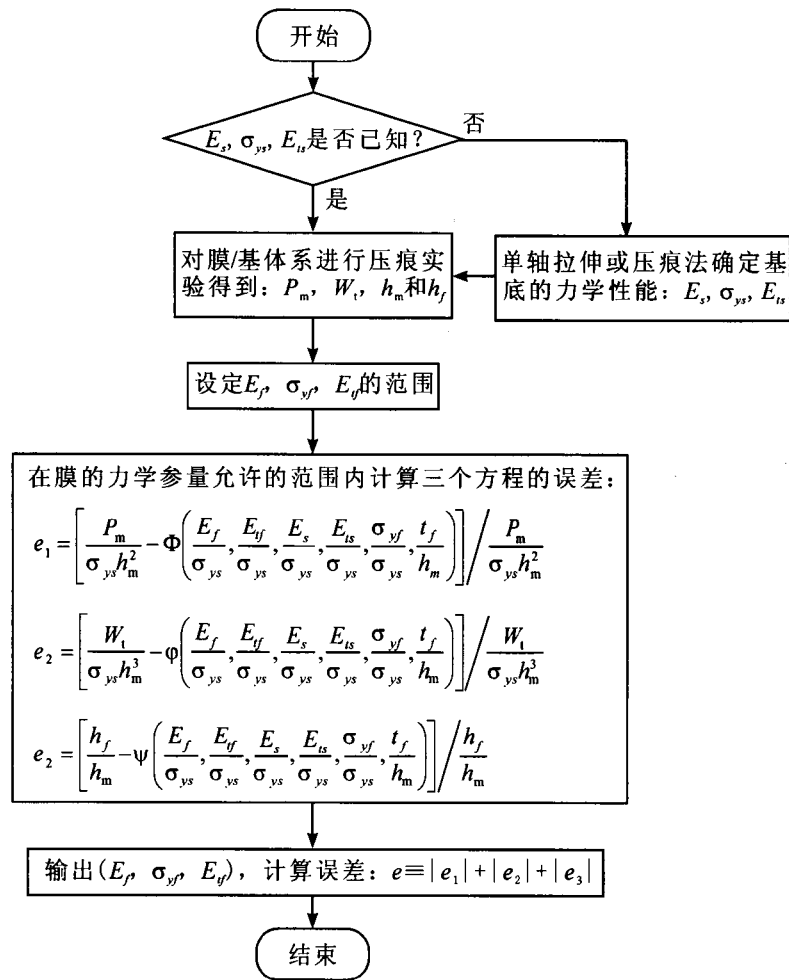 开始
E_s, σ_ys, E_ts是否已知？
否
是
对膜/基体系进行压痕实
验得到：P_m，W_t，h_m和h_f
单轴拉伸或压痕法确定基
底的力学性能：E_s, σ_ys, E_ts
设定E_f，σ_yf，E_tf的范围
在膜的力学参量允许的范围内计算三个方程的误差：
e_1 = [P_m/(σ_ys h_m^2) − Φ(E_f/σ_ys, E_tf/σ_ys, E_s/σ_ys, E_ts/σ_ys, σ_yf/σ_ys, t_f/h_m)] / P_m/(σ_ys h_m^2)
e_2 = [W_t/(σ_ys h_m^3) − φ(E_f/σ_ys, E_tf/σ_ys, E_s/σ_ys, E_ts/σ_ys, σ_yf/σ_ys, t_f/h_m)] / W_t/(σ_ys h_m^3)
e_2 = [h_f/h_m − ψ(E_f/σ_ys, E_tf/σ_ys, E_s/σ_ys, E_ts/σ_ys, σ_yf/σ_ys, t_f/h_m)] / h_f/h_m
输出(E_f, σ_yf, E_tf)，计算误差：e≡|e_1|+|e_2|+|e_3|
结束